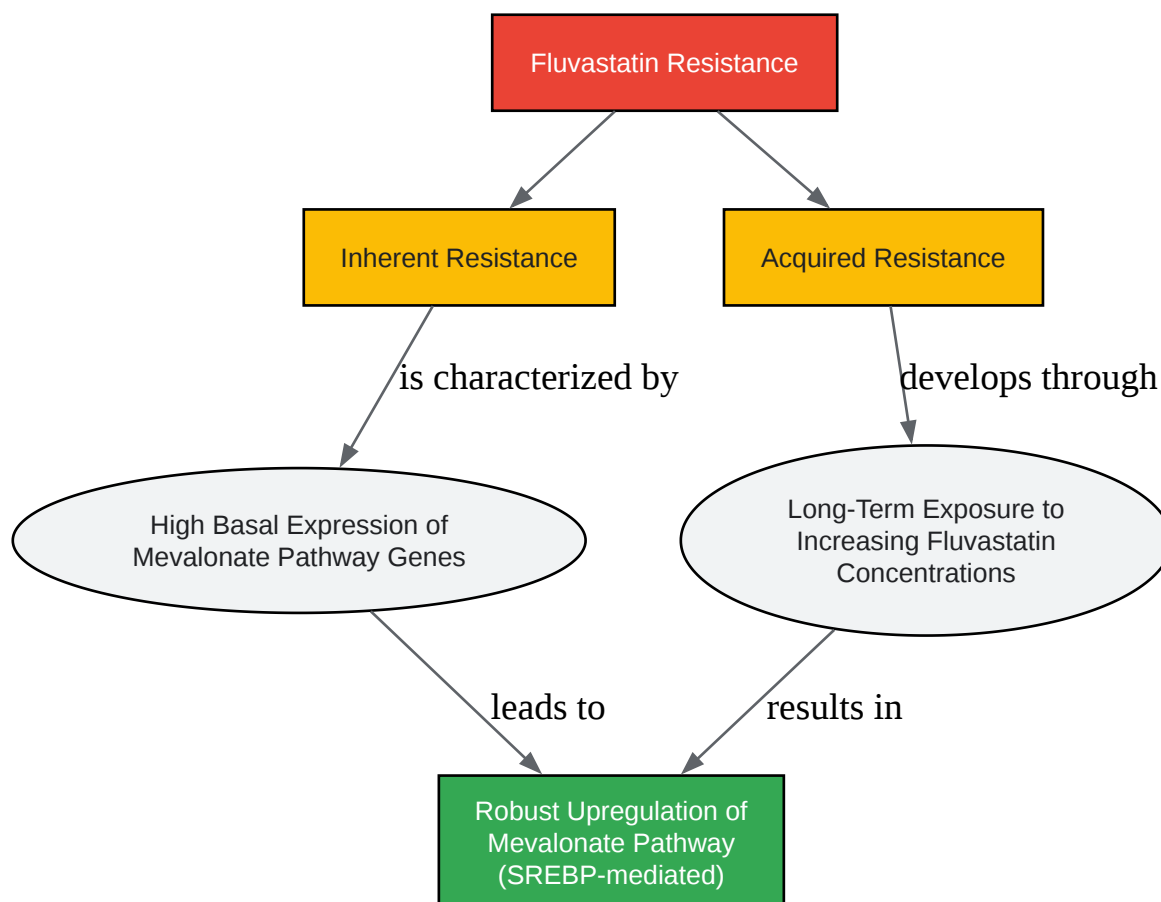 Fluvastatin Resistance
Inherent Resistance
Acquired Resistance
is characterized by
develops through
High Basal Expression of
Mevalonate Pathway Genes
Long-Term Exposure to
Increasing Fluvastatin
Concentrations
leads to
results in
Robust Upregulation of
Mevalonate Pathway
(SREBP-mediated)